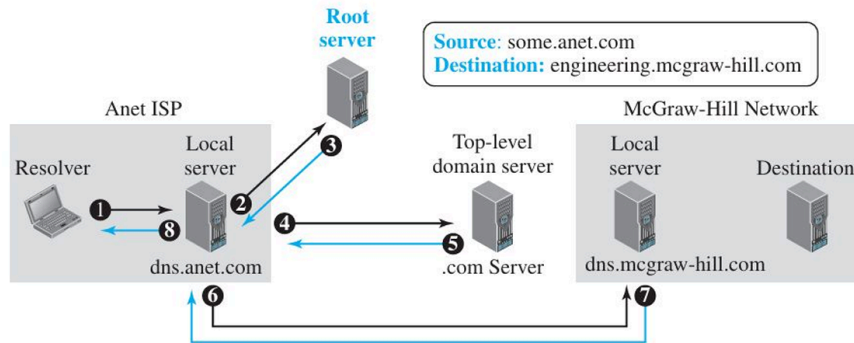 Root
server
Source: some.anet.com
Destination: engineering.mcgraw-hill.com
Anet ISP
McGraw-Hill Network
Resolver
Local
server
Top-level
domain server
Local
server
Destination
1
2
3
4
5
8
dns.anet.com
.com Server
dns.mcgraw-hill.com
6
7